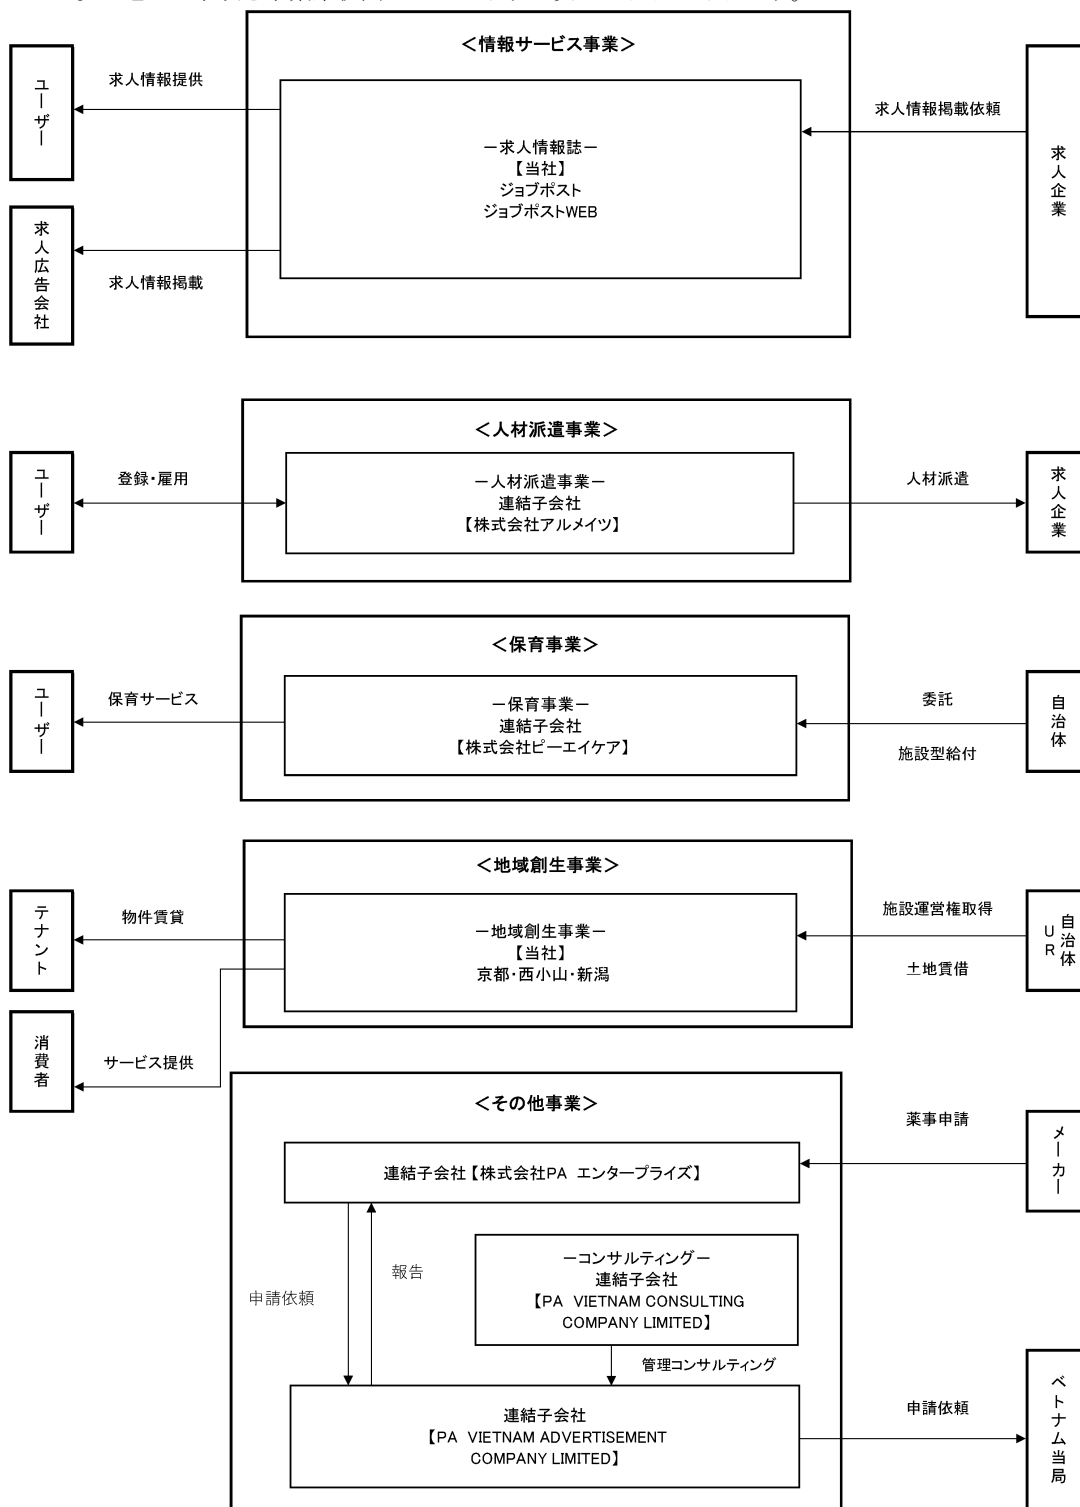 ＜情報サービス事業＞
ユーザー
求人情報提供
求人情報掲載依頼
求人企業
－求人情報誌－
【当社】
ジョブポスト
ジョブポストWEB
求人広告会社
求人情報掲載
＜人材派遣事業＞
ユーザー
登録・雇用
－人材派遣事業－
連結子会社
【株式会社アルメイツ】
人材派遣
求人企業
＜保育事業＞
ユーザー
保育サービス
－保育事業－
連結子会社
【株式会社ピーエイケア】
委託
施設型給付
自治体
＜地域創生事業＞
テナント
物件賃貸
－地域創生事業－
【当社】
京都・西小山・新潟
施設運営権取得
土地賃借
自治体
UR
消費者
サービス提供
＜その他事業＞
薬事申請
メーカー
連結子会社【株式会社PA エンタープライズ】
申請依頼
報告
－コンサルティング－
連結子会社
【PA VIETNAM CONSULTING
COMPANY LIMITED】
管理コンサルティング
連結子会社
【PA VIETNAM ADVERTISEMENT
COMPANY LIMITED】
申請依頼
ベトナム当局